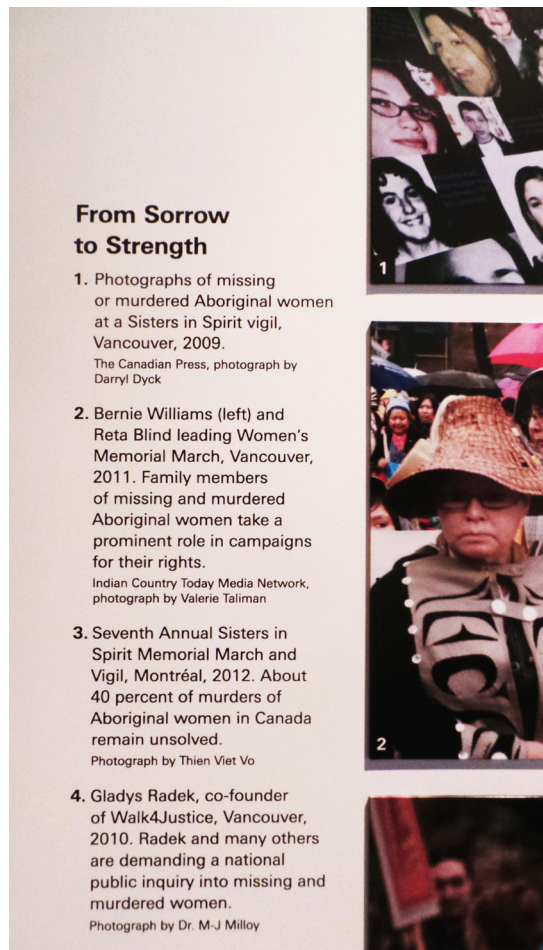 From Sorrow
to Strength
1. Photographs of missing
or murdered Aboriginal women
at a Sisters in Spirit vigil,
Vancouver, 2009.
The Canadian Press, photograph by
Darryl Dyck
2. Bernie Williams (left) and
Reta Blind leading Women's
Memorial March, Vancouver,
2011. Family members
of missing and murdered
Aboriginal women take a
prominent role in campaigns
for their rights.
Indian Country Today Media Network,
photograph by Valerie Taliman
3. Seventh Annual Sisters in
Spirit Memorial March and
Vigil, Montréal, 2012. About
40 percent of murders of
Aboriginal women in Canada
remain unsolved.
Photograph by Thien Viet Vo
4. Gladys Radek, co-founder
of Walk4Justice, Vancouver,
2010. Radek and many others
are demanding a national
public inquiry into missing and
murdered women.
Photograph by Dr. M-J Milloy
1
2